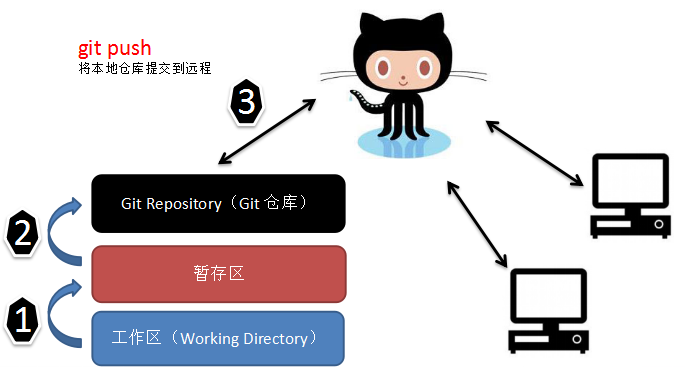 git push
将本地仓库提交到远程
3
Git Repository（Git 仓库）
2
暂存区
1
工作区（Working Directory）